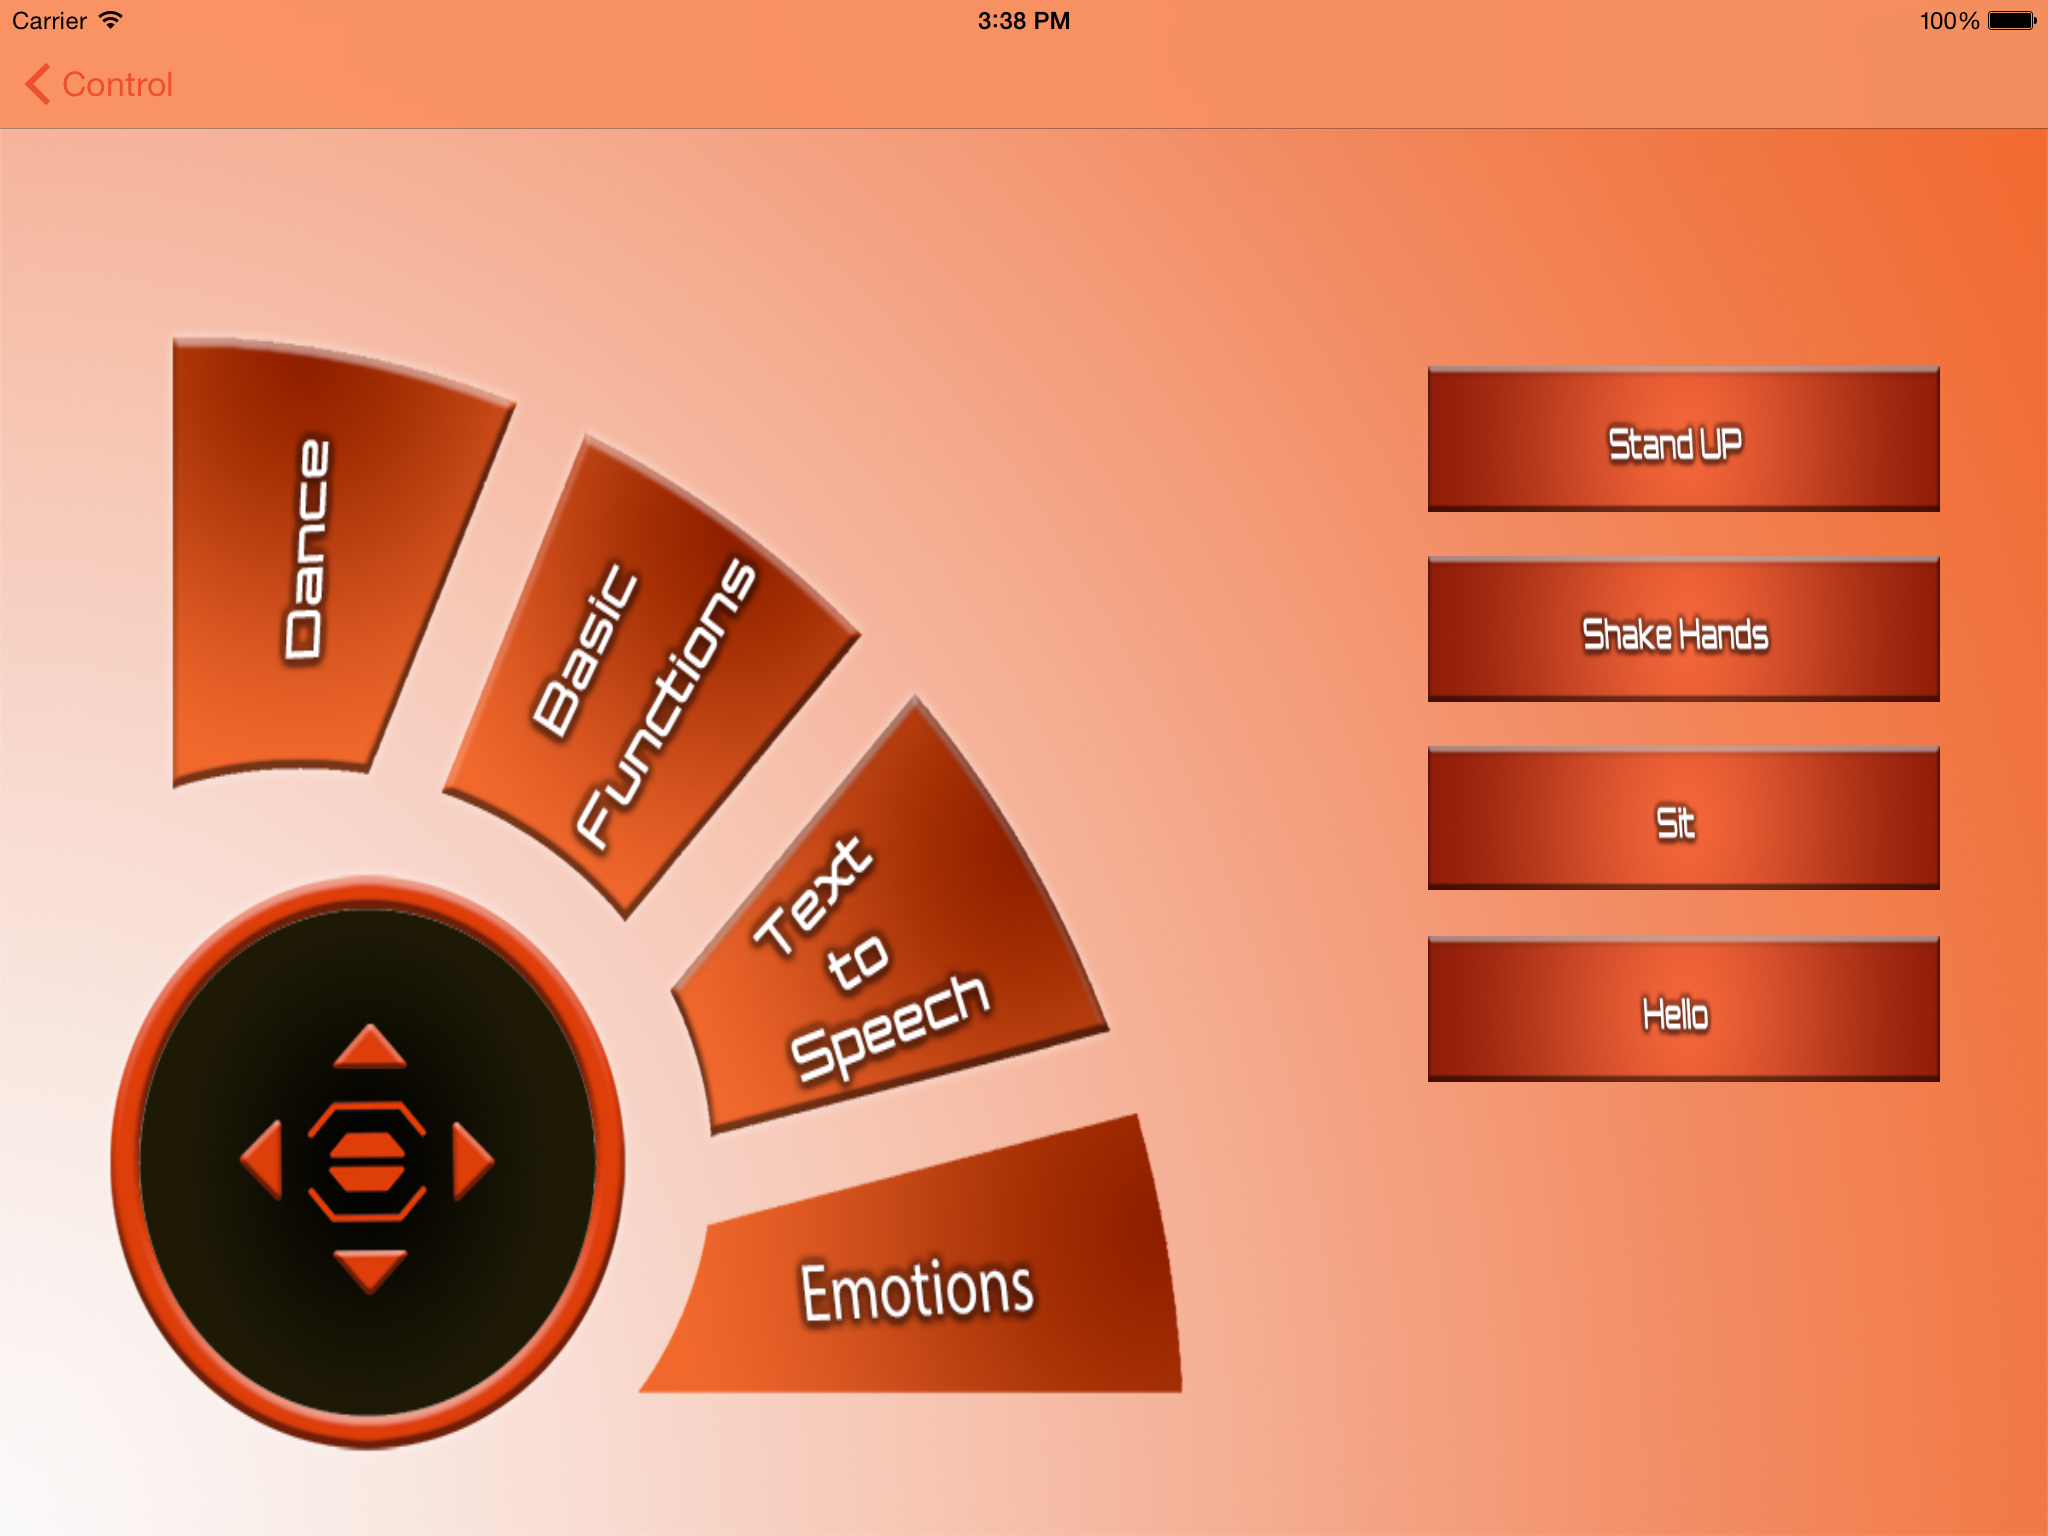 Carrier 3:38 PM 100%
Control
Dance
Basic
Functions
Text
to
Speech
Emotions
Stand UP
Shake Hands
Sit
Hello